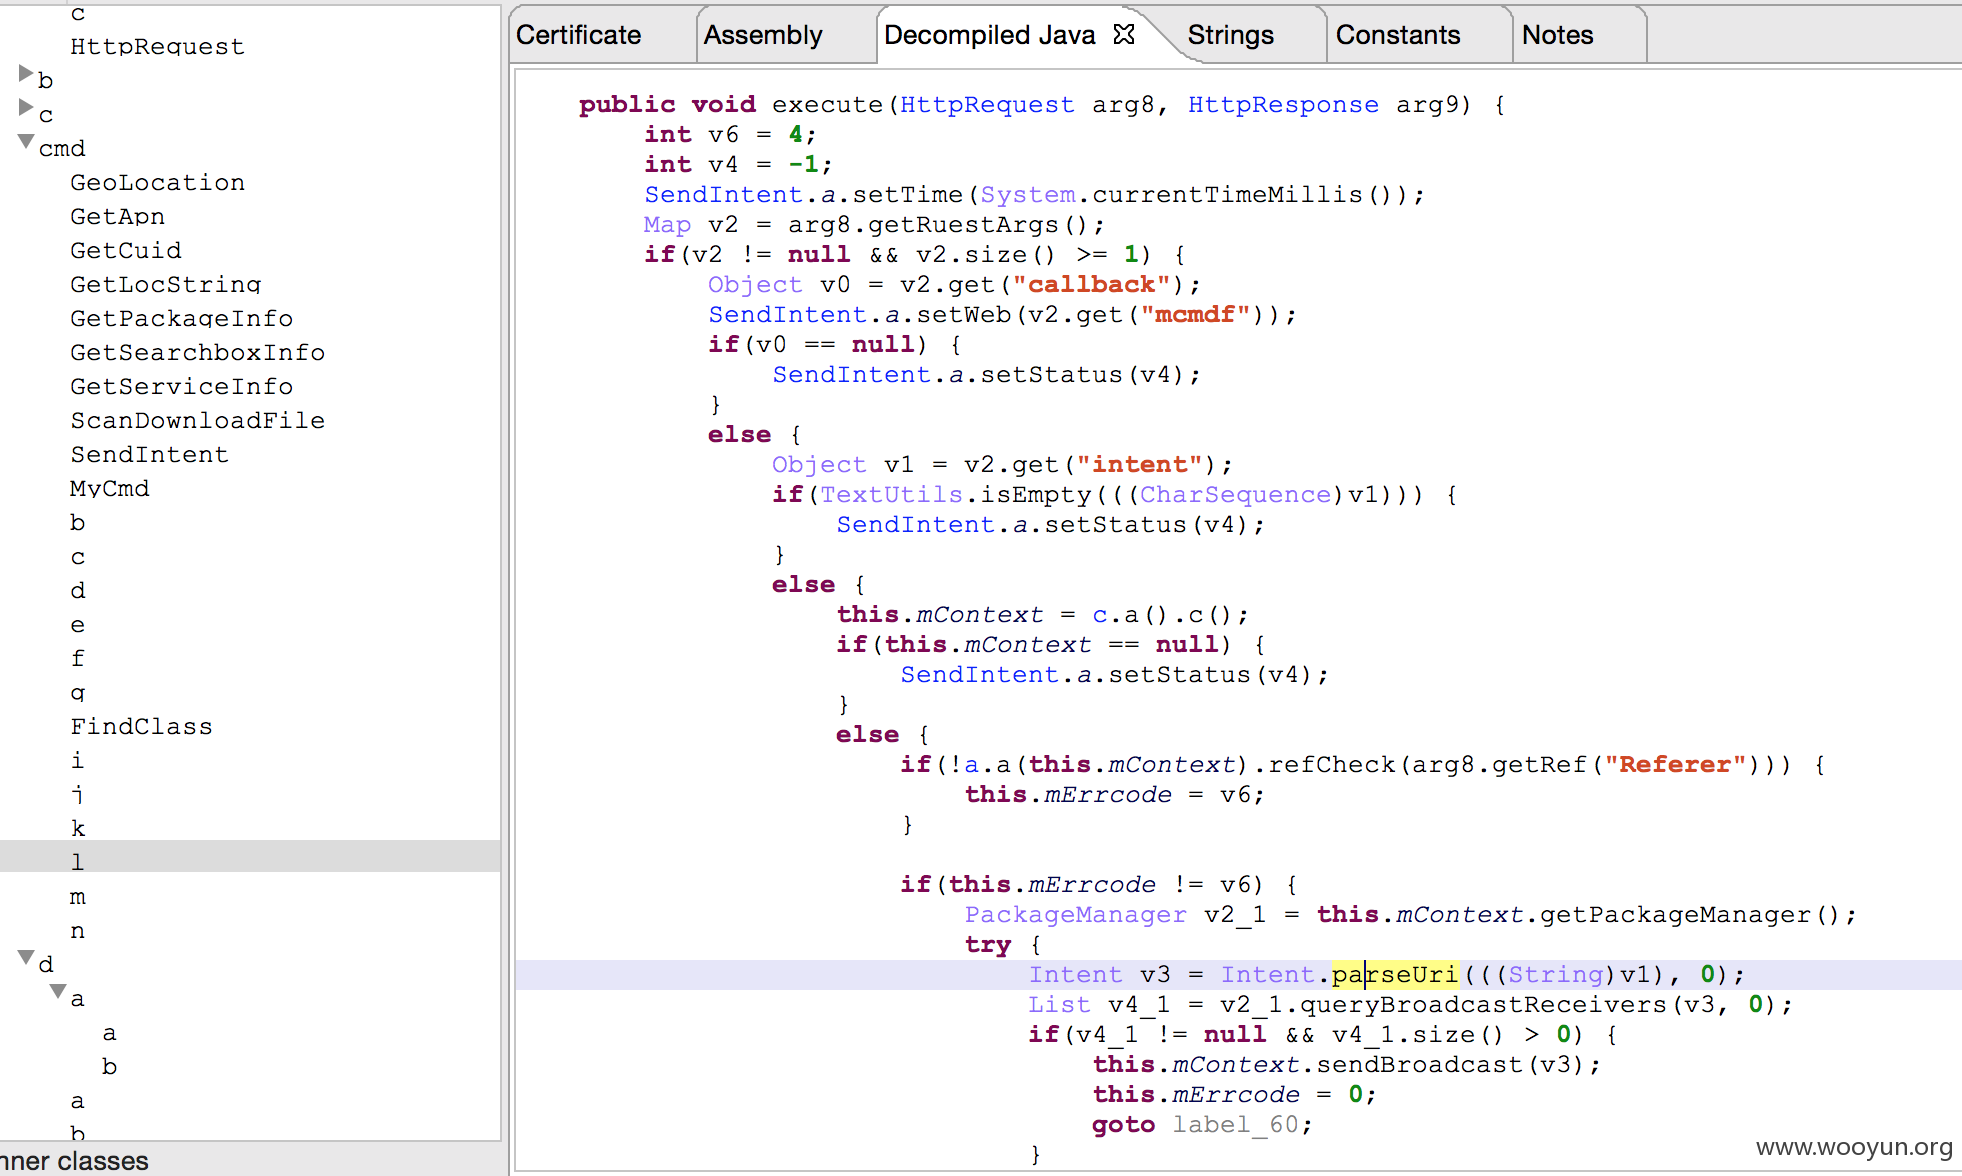 c
HttpRequest
b
c
cmd
GeoLocation
GetApn
GetCuid
GetLocString
GetPackageInfo
GetSearchboxInfo
GetServiceInfo
ScanDownloadFile
SendIntent
MyCmd
b
c
d
e
f
g
FindClass
i
j
k
l
m
n
d
a
a
b
a
b
nner classes
Certificate Assembly Decompiled Java Strings Constants Notes
public void execute(HttpRequest arg8, HttpResponse arg9) {
int v6 = 4;
int v4 = -1;
SendIntent.a.setTime(System.currentTimeMillis());
Map v2 = arg8.getRuestArgs();
if(v2 != null && v2.size() >= 1) {
Object v0 = v2.get("callback");
SendIntent.a.setWeb(v2.get("mcmdf"));
if(v0 == null) {
SendIntent.a.setStatus(v4);
}
else {
Object v1 = v2.get("intent");
if(TextUtils.isEmpty(((CharSequence)v1))) {
SendIntent.a.setStatus(v4);
}
else {
this.mContext = c.a().c();
if(this.mContext == null) {
SendIntent.a.setStatus(v4);
}
else {
if(!a.a(this.mContext).refCheck(arg8.getRef("Referer"))) {
this.mErrcode = v6;
}
if(this.mErrcode != v6) {
PackageManager v2_1 = this.mContext.getPackageManager();
try {
Intent v3 = Intent.parseUri(((String)v1), 0);
List v4_1 = v2_1.queryBroadcastReceivers(v3, 0);
if(v4_1 != null && v4_1.size() > 0) {
this.mContext.sendBroadcast(v3);
this.mErrcode = 0;
goto label_60;
}
www.wooyun.org